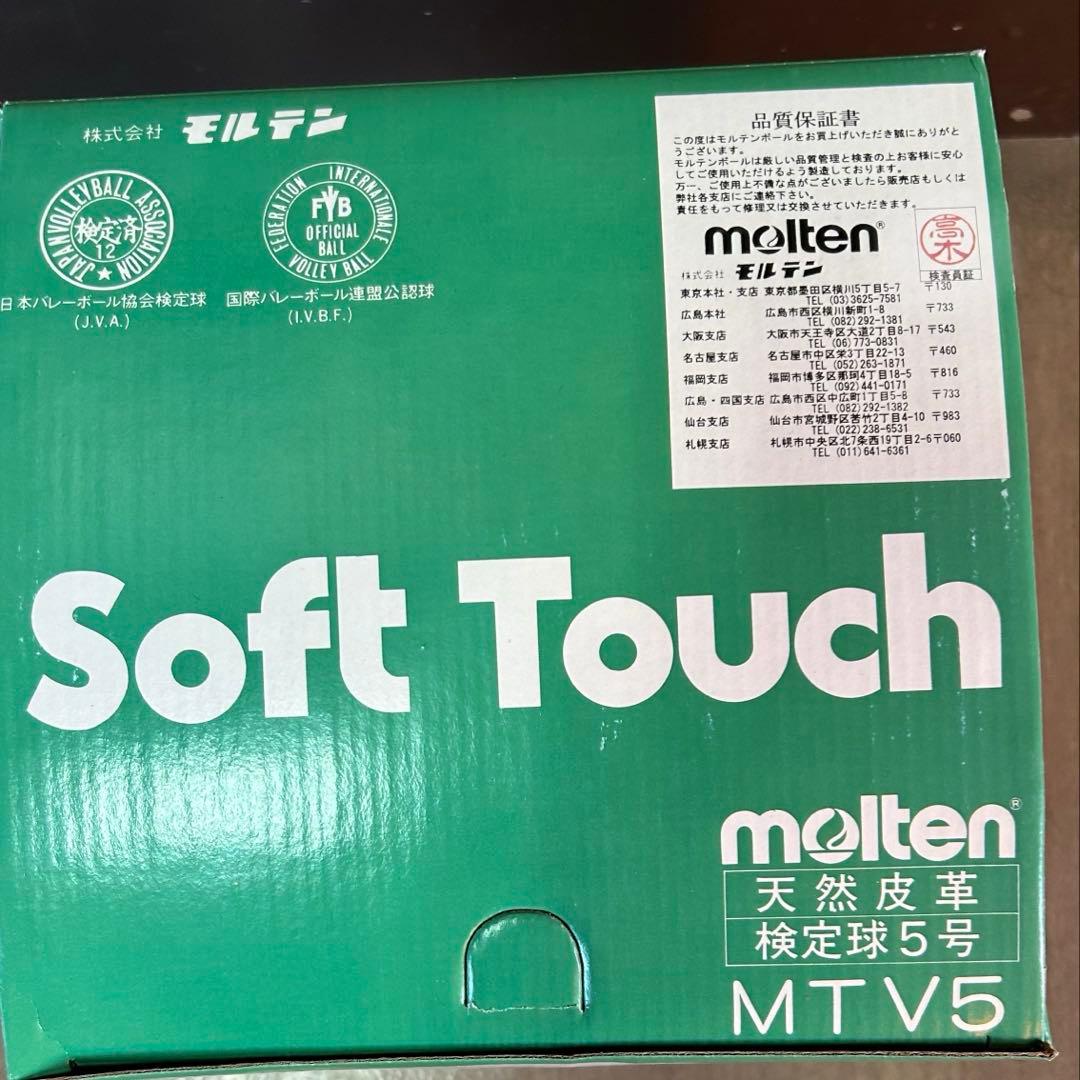 株式会社 モルテン
JAPAN VOLLEYBALL ASSOCIATION
検定済
12
★
FEDERATION INTERNATIONALE
VOLLEY BALL
FVB
OFFICIAL
BALL
日本バレーボール協会検定球
(J.V.A.)
国際バレーボール連盟公認球
(I.V.B.F.)
品質保証書
この度はモルテンボールをお買上げいただき誠にありがと
うございます。
モルテンボールは厳しい品質管理と検査の上お客様に安心
してご使用いただけるよう製造しております。
万一、ご使用上不備な点がございましたら販売店もしくは
弊社各支店にご連絡下さい。
責任をもって修理又は交換させていただきます。
molten®
高木
検査員証
株式会社 モルテン
東京本社・支店 東京都墨田区横川5丁目5-7 〒130
TEL (03)3625-7581
広島本社 広島市西区横川新町1-8 〒733
TEL (082)292-1381
大阪支店 大阪市天王寺区大道2丁目8-17 〒543
TEL (06)773-0831
名古屋支店 名古屋市中区栄3丁目22-13 〒460
TEL (052)263-1871
福岡支店 福岡市博多区那珂4丁目18-5 〒816
TEL (092)441-0171
広島・四国支店 広島市西区中広町1丁目5-8 〒733
TEL (082)292-1382
仙台支店 仙台市宮城野区苦竹2丁目4-10 〒983
TEL (022)238-6531
札幌支店 札幌市中央区北7条西19丁目2-6 〒060
TEL (011)641-6361
Soft Touch
molten®
天然皮革
検定球5号
MTV5